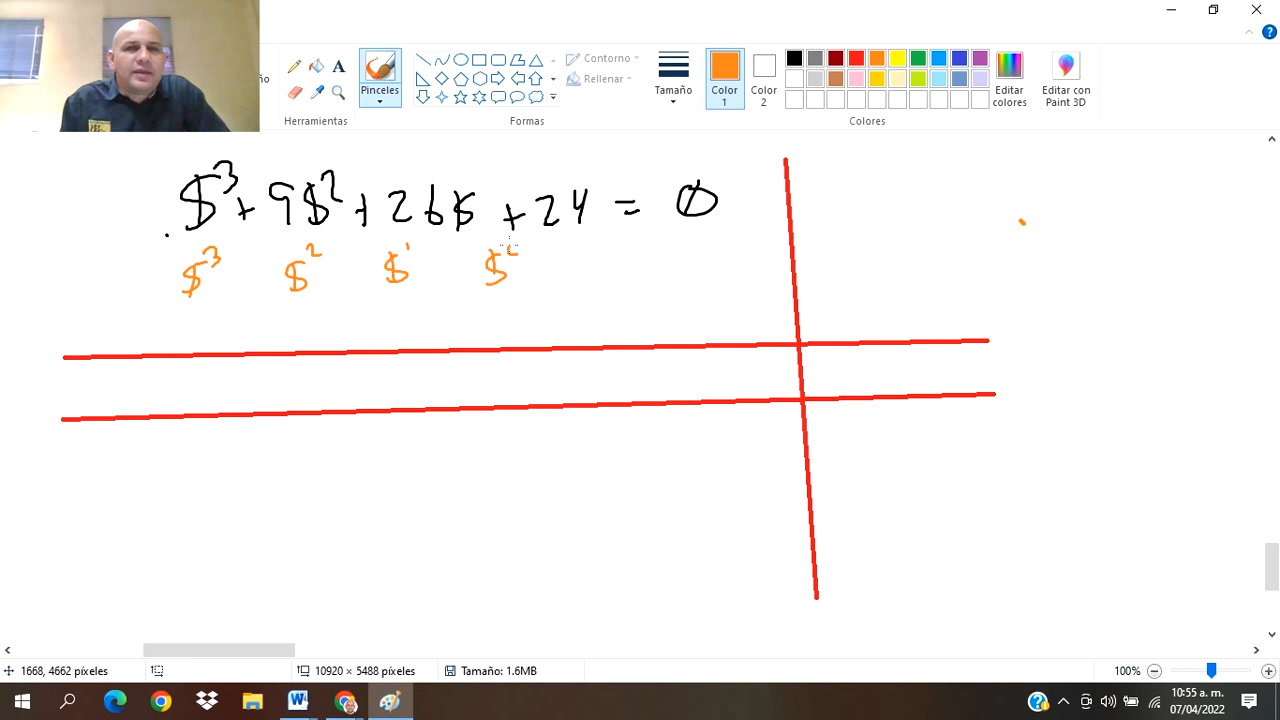 Contorno
Rellenar
Pinceles
Tamaño
Color 1
Color 2
Editar colores
Editar con Paint 3D
Herramientas
Formas
Colores
$³ + 9$² + 26$ + 24 = 0
$³ $² $¹ $
1668, 4662 píxeles
10920 × 5488 píxeles
Tamaño: 1.6MB
100%
10:55 a. m.
07/04/2022